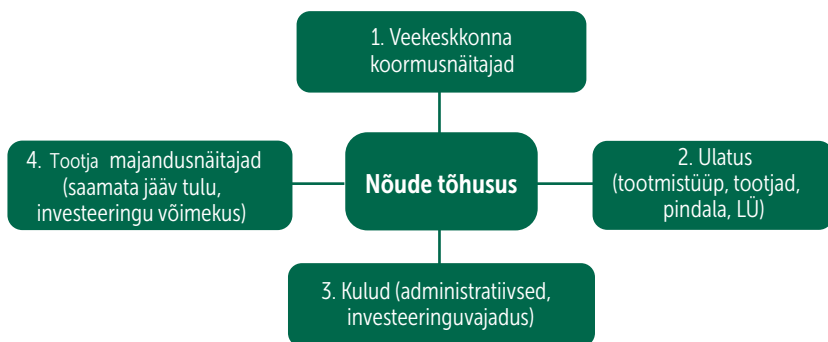 1. Veekeskkonna
koormusnäitajad
4. Tootja majandusnäitajad
(saamata jääv tulu,
investeeringu võimekus)
Nõude tõhusus
2. Ulatus
(tootmistüüp, tootjad,
pindala, LÜ)
3. Kulud (administratiivsed,
investeeringuvajadus)